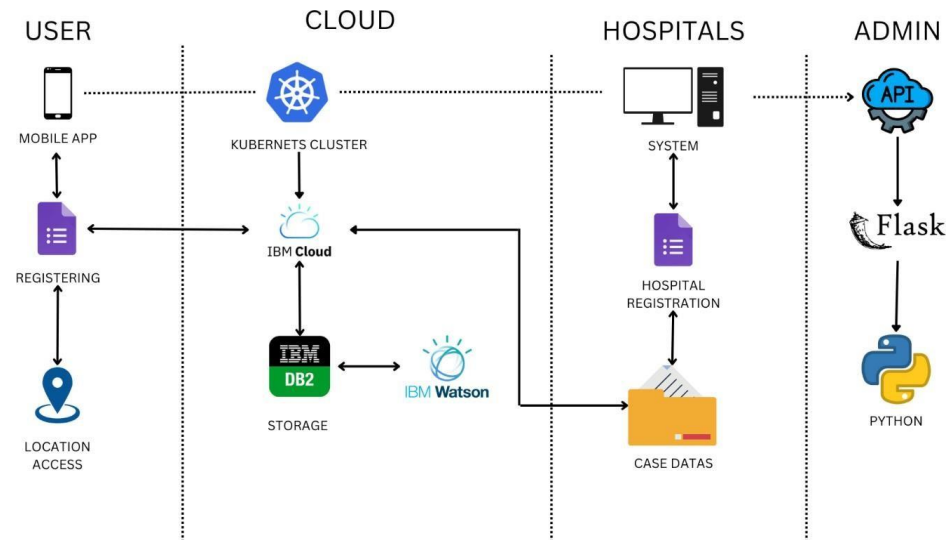 USER
CLOUD
HOSPITALS
ADMIN
MOBILE APP
KUBERNETS CLUSTER
SYSTEM
API
REGISTERING
IBM Cloud
HOSPITAL
REGISTRATION
Flask
LOCATION
ACCESS
IBM
DB2
STORAGE
IBM Watson
CASE DATAS
PYTHON